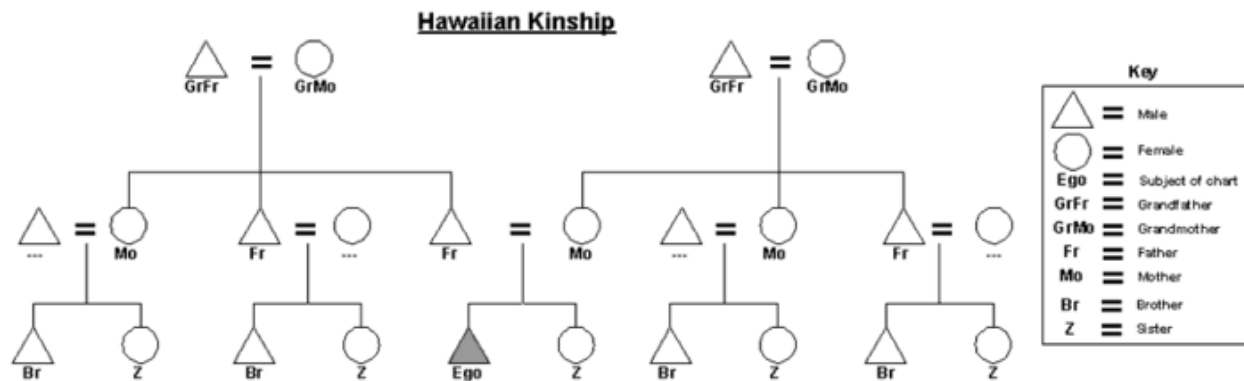 Hawaiian Kinship
GrFr = GrMo GrFr = GrMo
--- = Mo Fr = --- Fr = Mo --- = Mo Fr = ---
Br Z Br Z Ego Z Br Z Br Z
Key
= Male
= Female
Ego = Subject of chart
GrFr = Grandfather
GrMo = Grandmother
Fr = Father
Mo = Mother
Br = Brother
Z = Sister